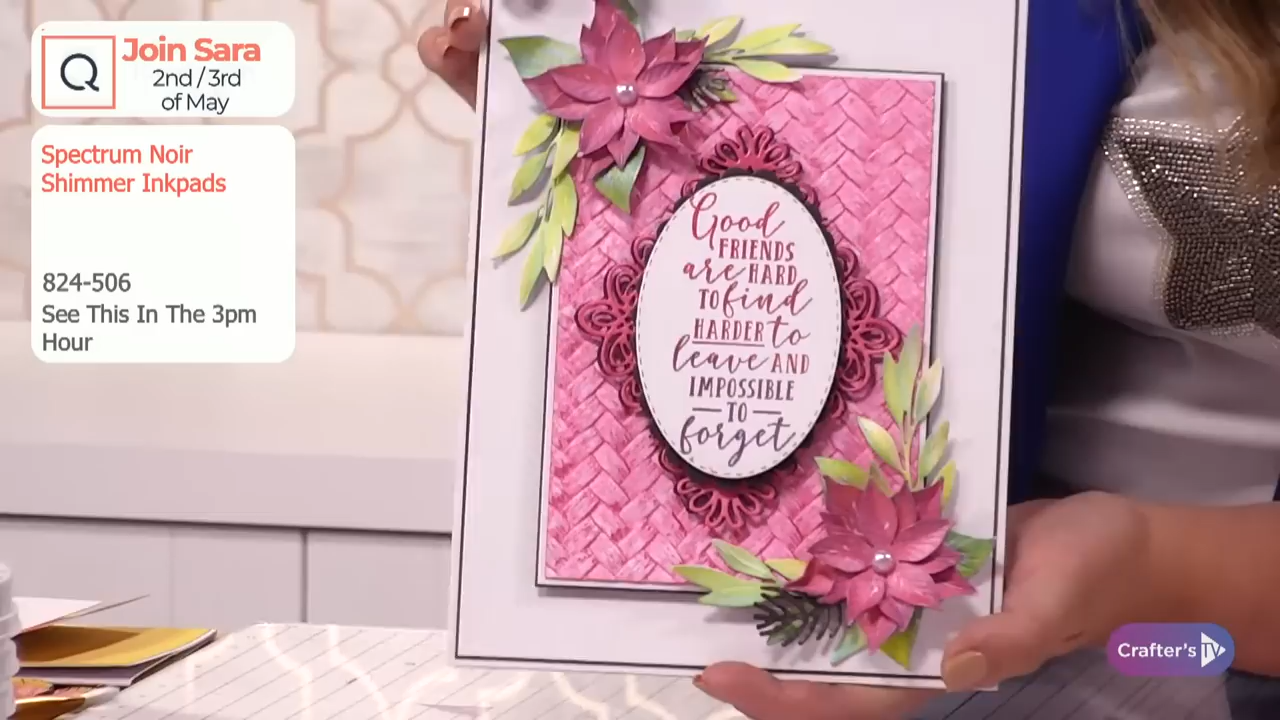 Q
Join Sara
2nd / 3rd
of May
Spectrum Noir
Shimmer Inkpads
824-506
See This In The 3pm
Hour
Good
FRIENDS
are HARD
TO find
HARDER to
leave AND
IMPOSSIBLE
TO
forget
Crafter's TV